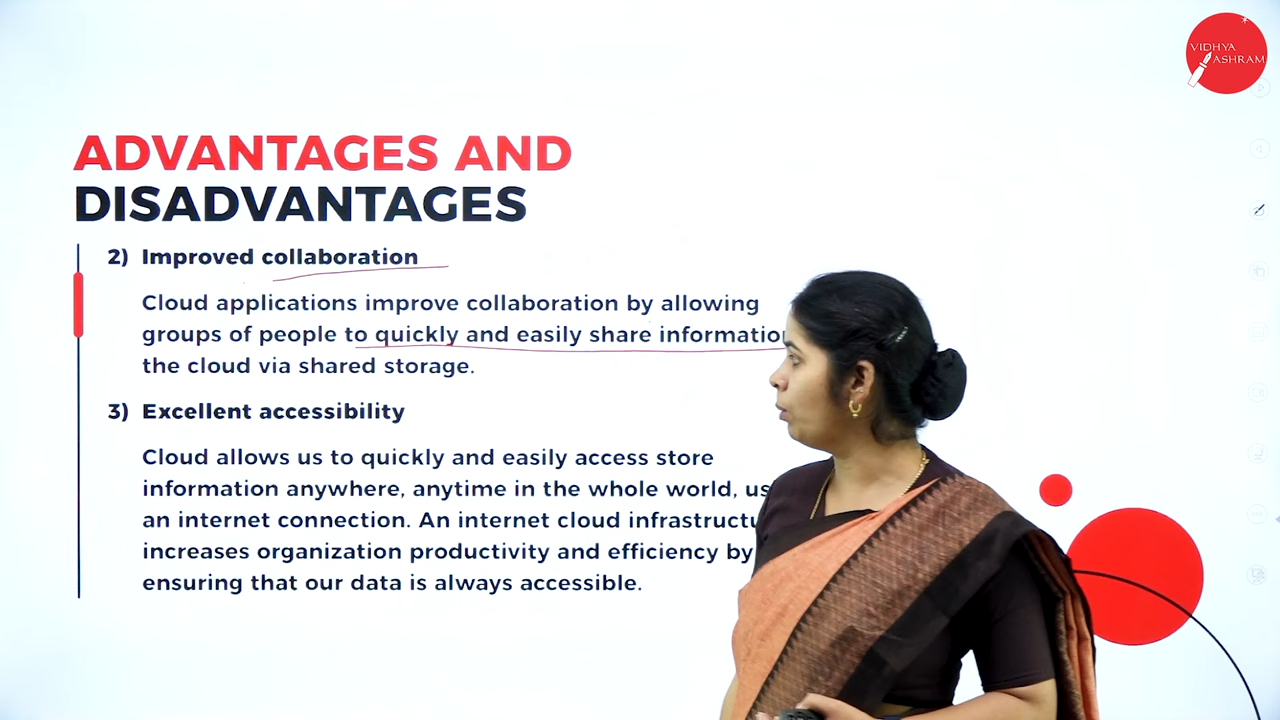 VIDHYA
ASHRAM
ADVANTAGES AND
DISADVANTAGES
2) Improved collaboration
Cloud applications improve collaboration by allowing
groups of people to quickly and easily share
the cloud via shared storage.
3) Excellent accessibility
Cloud allows us to quickly and easily access store
information anywhere, anytime in the whole world,
an internet connection. An internet cloud
increases organization productivity and efficiency by
ensuring that our data is always accessible.